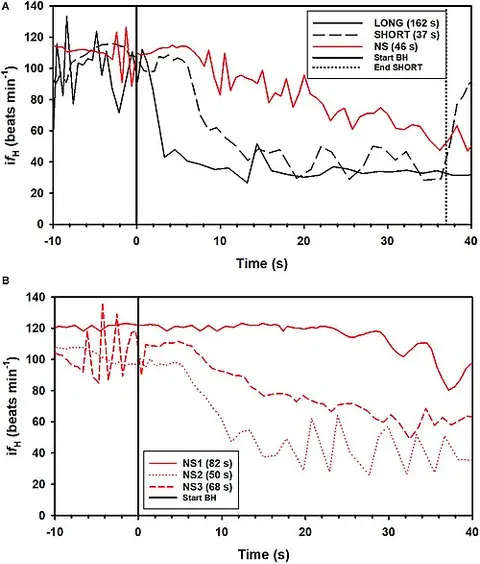 A
140
120
100
80
60
40
20
0
if_H (beats min⁻¹)
LONG (162 s)
SHORT (37 s)
NS (46 s)
Start BH
End SHORT
-10 0 10 20 30 40
Time (s)
B
140
120
100
80
60
40
20
0
if_H (beats min⁻¹)
NS1 (82 s)
NS2 (50 s)
NS3 (68 s)
Start BH
-10 0 10 20 30 40
Time (s)